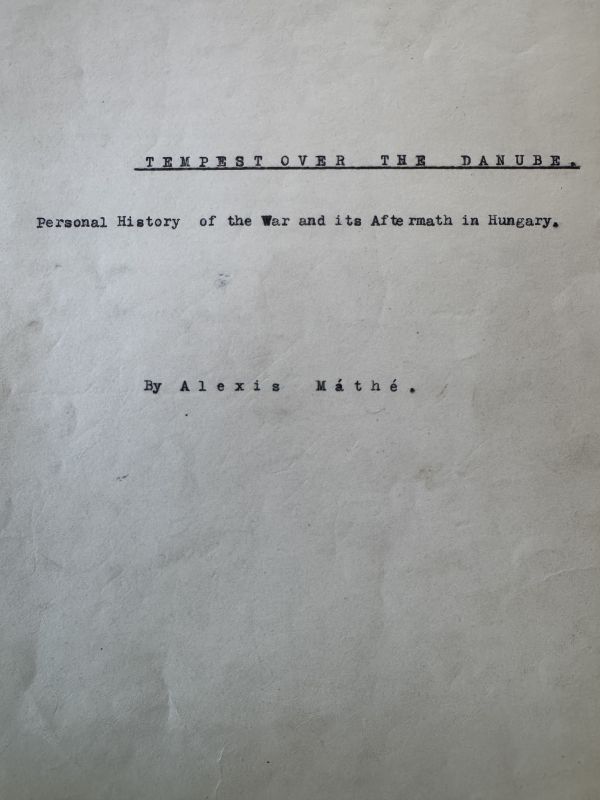 TEMPEST OVER THE DANUBE.
Personal History of the War and its Aftermath in Hungary.
By Alexis Máthé.